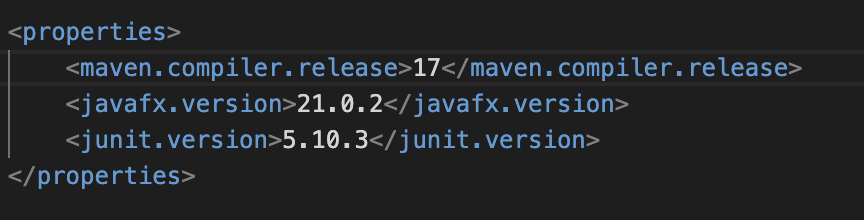 <properties>
<maven.compiler.release>17</maven.compiler.release>
<javafx.version>21.0.2</javafx.version>
<junit.version>5.10.3</junit.version>
</properties>